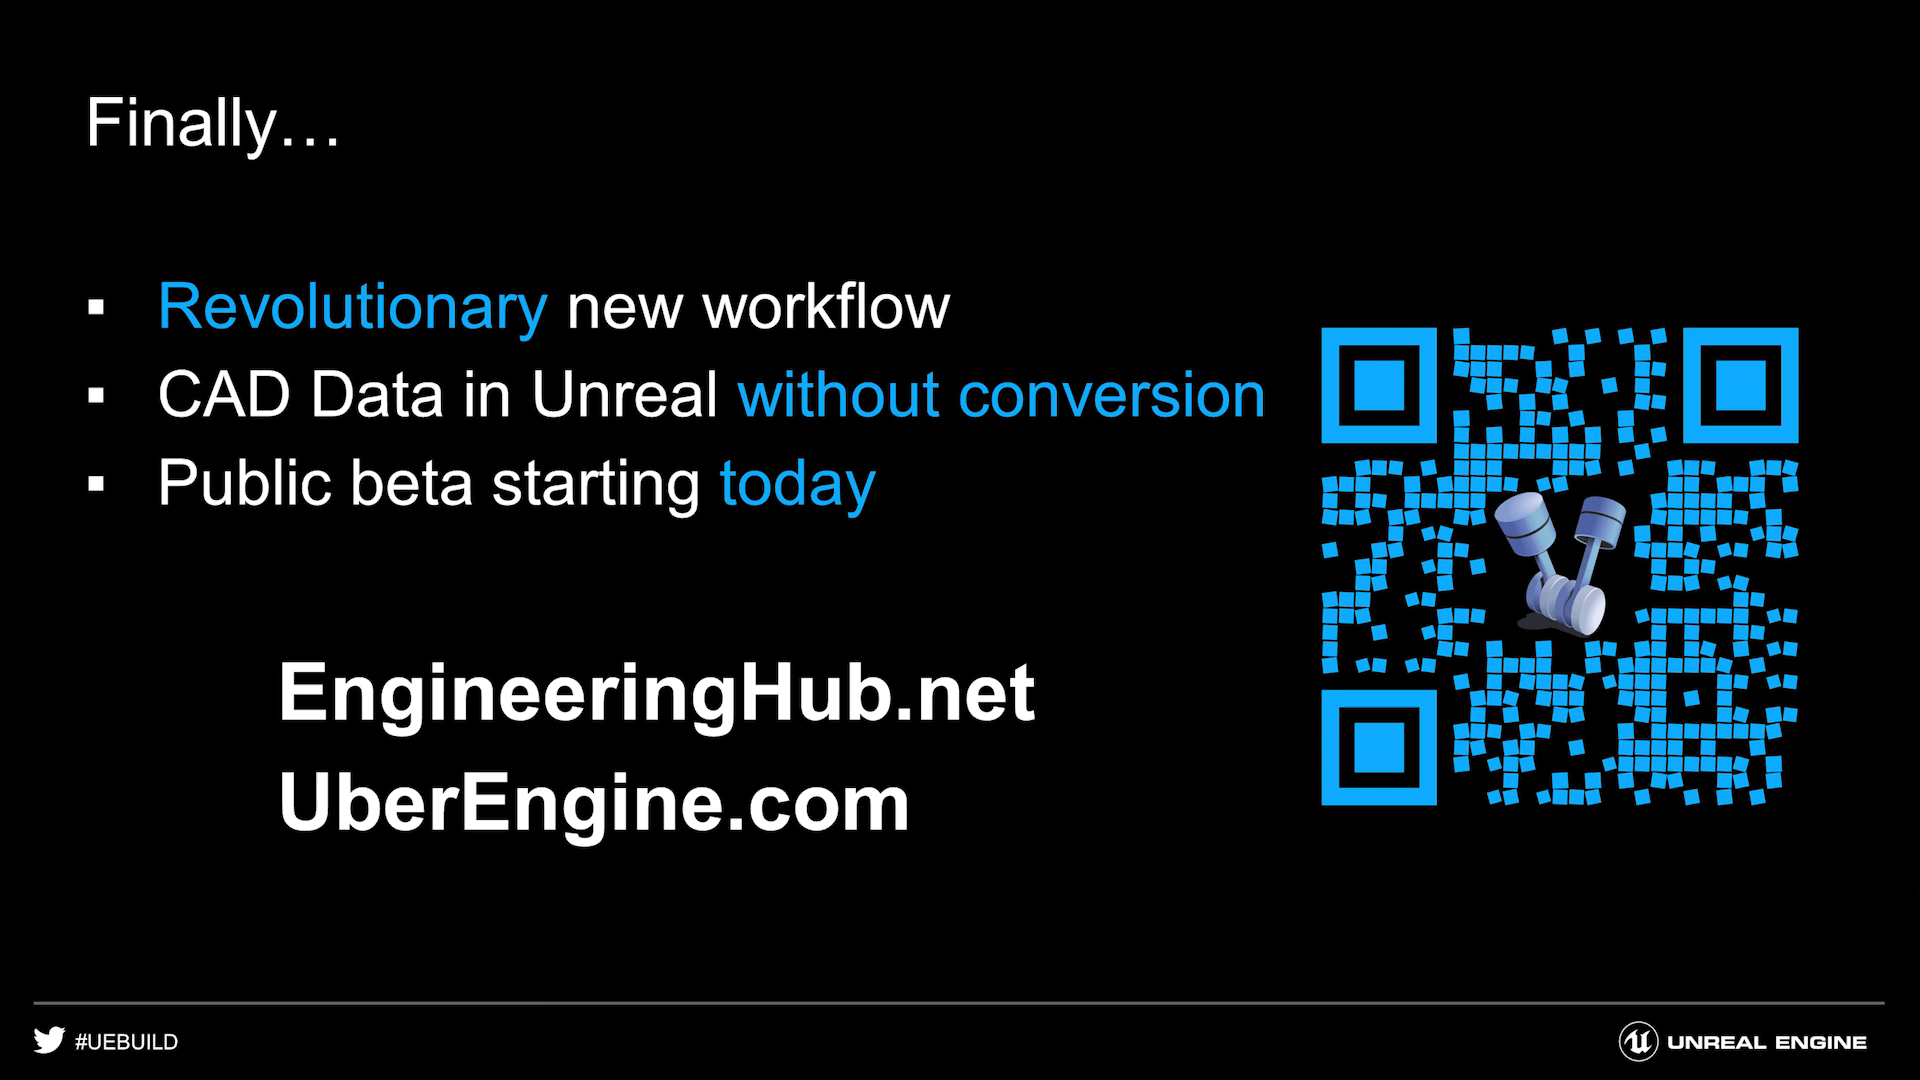 Finally…
▪ Revolutionary new workflow
▪ CAD Data in Unreal without conversion
▪ Public beta starting today
EngineeringHub.net
UberEngine.com
#UEBUILD
UNREAL ENGINE